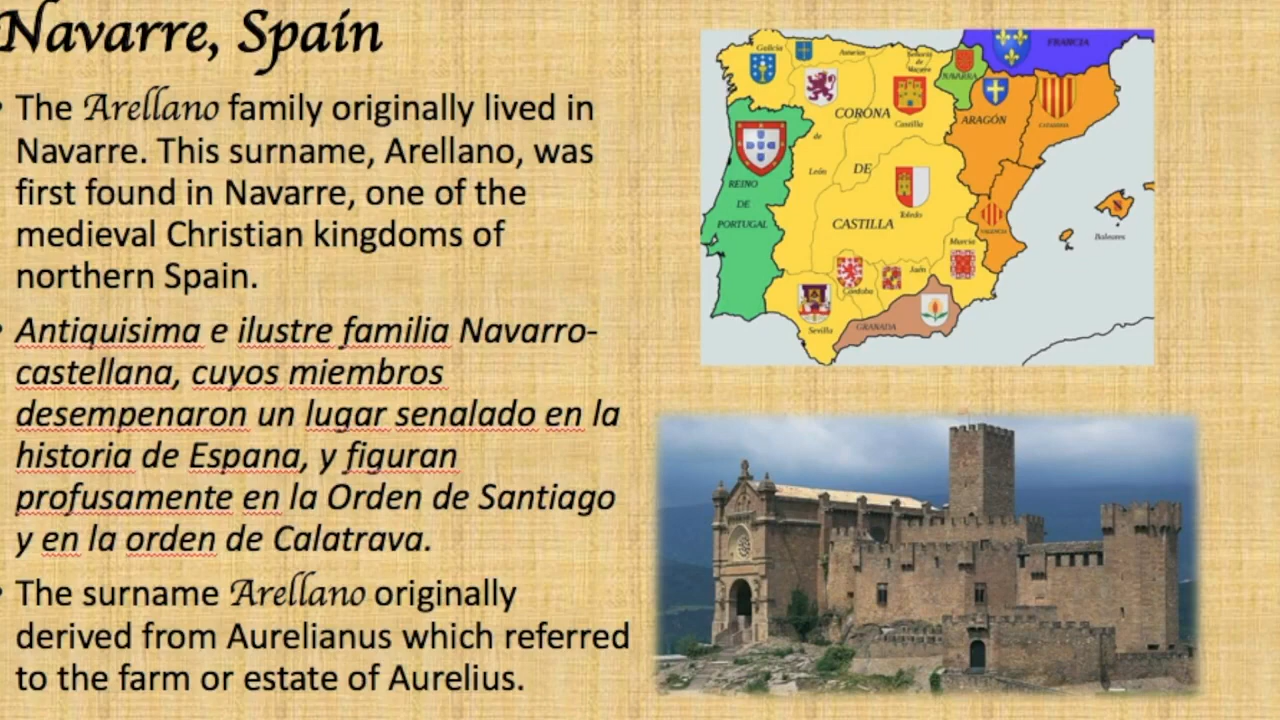 Navarre, Spain
• The Arellano family originally lived in
Navarre. This surname, Arellano, was
first found in Navarre, one of the
medieval Christian kingdoms of
northern Spain.
• Antiquisima e ilustre familia Navarro-
castellana, cuyos miembros
desempenaron un lugar senalado en la
historia de Espana, y figuran
profusamente en la Orden de Santiago
y en la orden de Calatrava.
• The surname Arellano originally
derived from Aurelianus which referred
to the farm or estate of Aurelius.
FRANCIA
Galicia
Asturias
NAVARRA
CORONA
Castilla
ARAGÓN
de
León
DE
REINO
DE
PORTUGAL
Toledo
CASTILLA
VALENCIA
Baleares
Murcia
Jaén
Córdoba
Sevilla
GRANADA